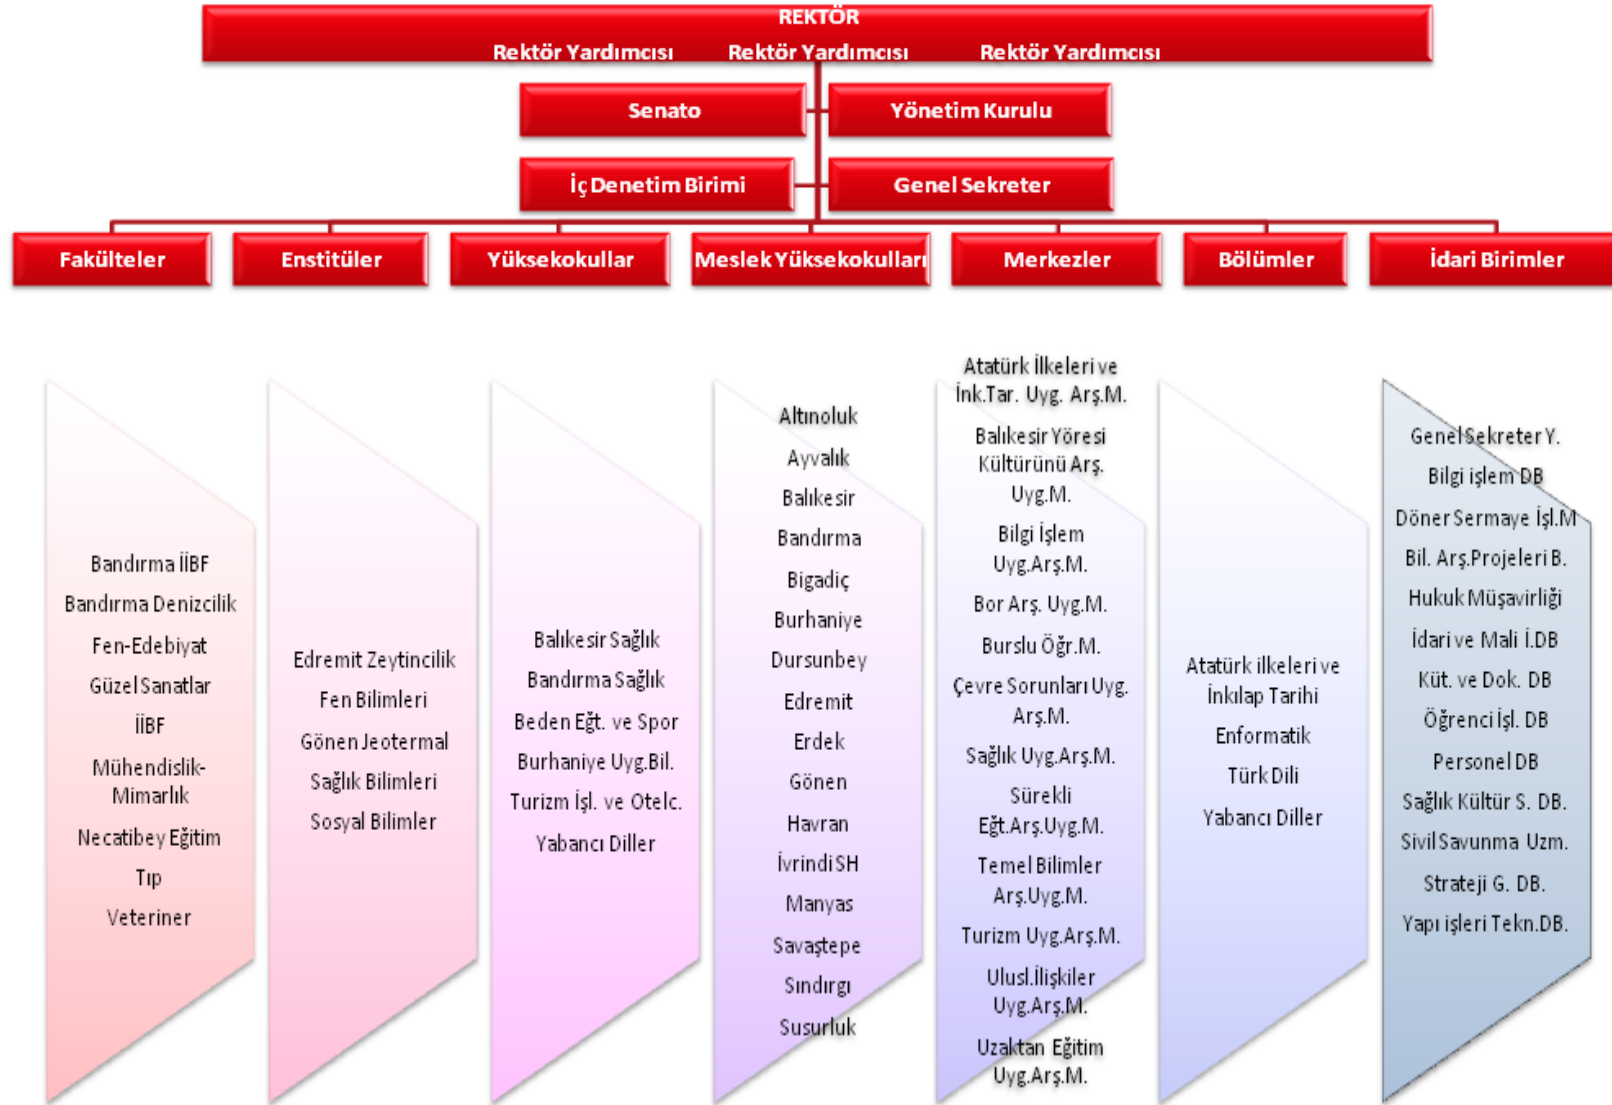 REKTÖR
Rektör Yardımcısı Rektör Yardımcısı Rektör Yardımcısı
Senato
Yönetim Kurulu
İç Denetim Birimi
Genel Sekreter
Fakülteler
Enstitüler
Yüksekokullar
Meslek Yüksekokulları
Merkezler
Bölümler
İdari Birimler
Bandırma İİBF
Bandırma Denizcilik
Fen-Edebiyat
Güzel Sanatlar
İİBF
Mühendislik-
Mimarlık
Necatibey Eğitim
Tıp
Veteriner
Edremit Zeytincilik
Fen Bilimleri
Gönen Jeotermal
Sağlık Bilimleri
Sosyal Bilimler
Balıkesir Sağlık
Bandırma Sağlık
Beden Eğt. ve Spor
Burhaniye Uyg.Bil.
Turizm İşl. ve Otelc.
Yabancı Diller
Altınoluk
Ayvalık
Balıkesir
Bandırma
Bigadiç
Burhaniye
Dursunbey
Edremit
Erdek
Gönen
Havran
İvrindi SH
Manyas
Savaştepe
Sındırgı
Susurluk
Atatürk İlkeleri ve
İnk.Tar. Uyg. Arş.M.
Balıkesir Yöresi
Kültürünü Arş.
Uyg.M.
Bilgi İşlem
Uyg.Arş.M.
Bor Arş. Uyg.M.
Burslu Öğr.M.
Çevre Sorunları Uyg.
Arş.M.
Sağlık Uyg.Arş.M.
Sürekli
Eğt.Arş.Uyg.M.
Temel Bilimler
Arş.Uyg.M.
Turizm Uyg.Arş.M.
Ulusl.İlişkiler
Uyg.Arş.M.
Uzaktan Eğitim
Uyg.Arş.M.
Atatürk ilkeleri ve
İnkılap Tarihi
Enformatik
Türk Dili
Yabancı Diller
Genel Sekreter Y.
Bilgi işlem DB
Döner Sermaye İşl.M
Bil. Arş.Projeleri B.
Hukuk Müşavirliği
İdari ve Mali İ.DB
Küt. ve Dok. DB
Öğrenci İşl. DB
Personel DB
Sağlık Kültür S. DB.
Sivil Savunma Uzm.
Strateji G. DB.
Yapı işleri Tekn.DB.